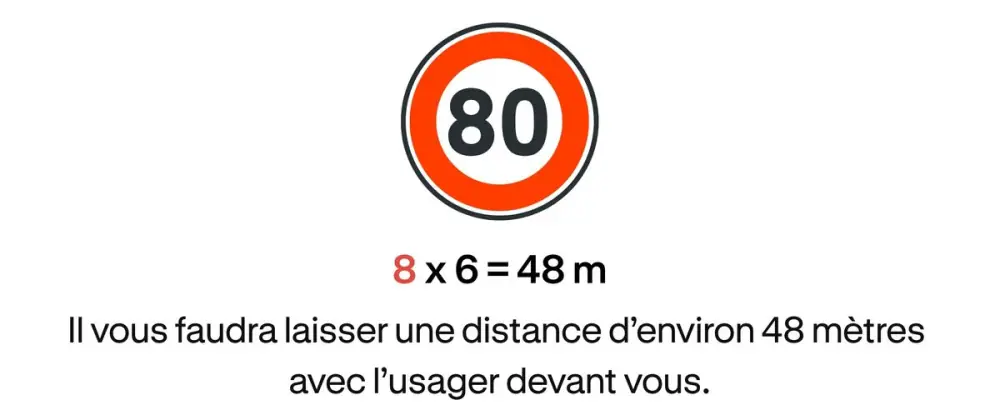 80
8 x 6 = 48 m
Il vous faudra laisser une distance d’environ 48 mètres
avec l’usager devant vous.